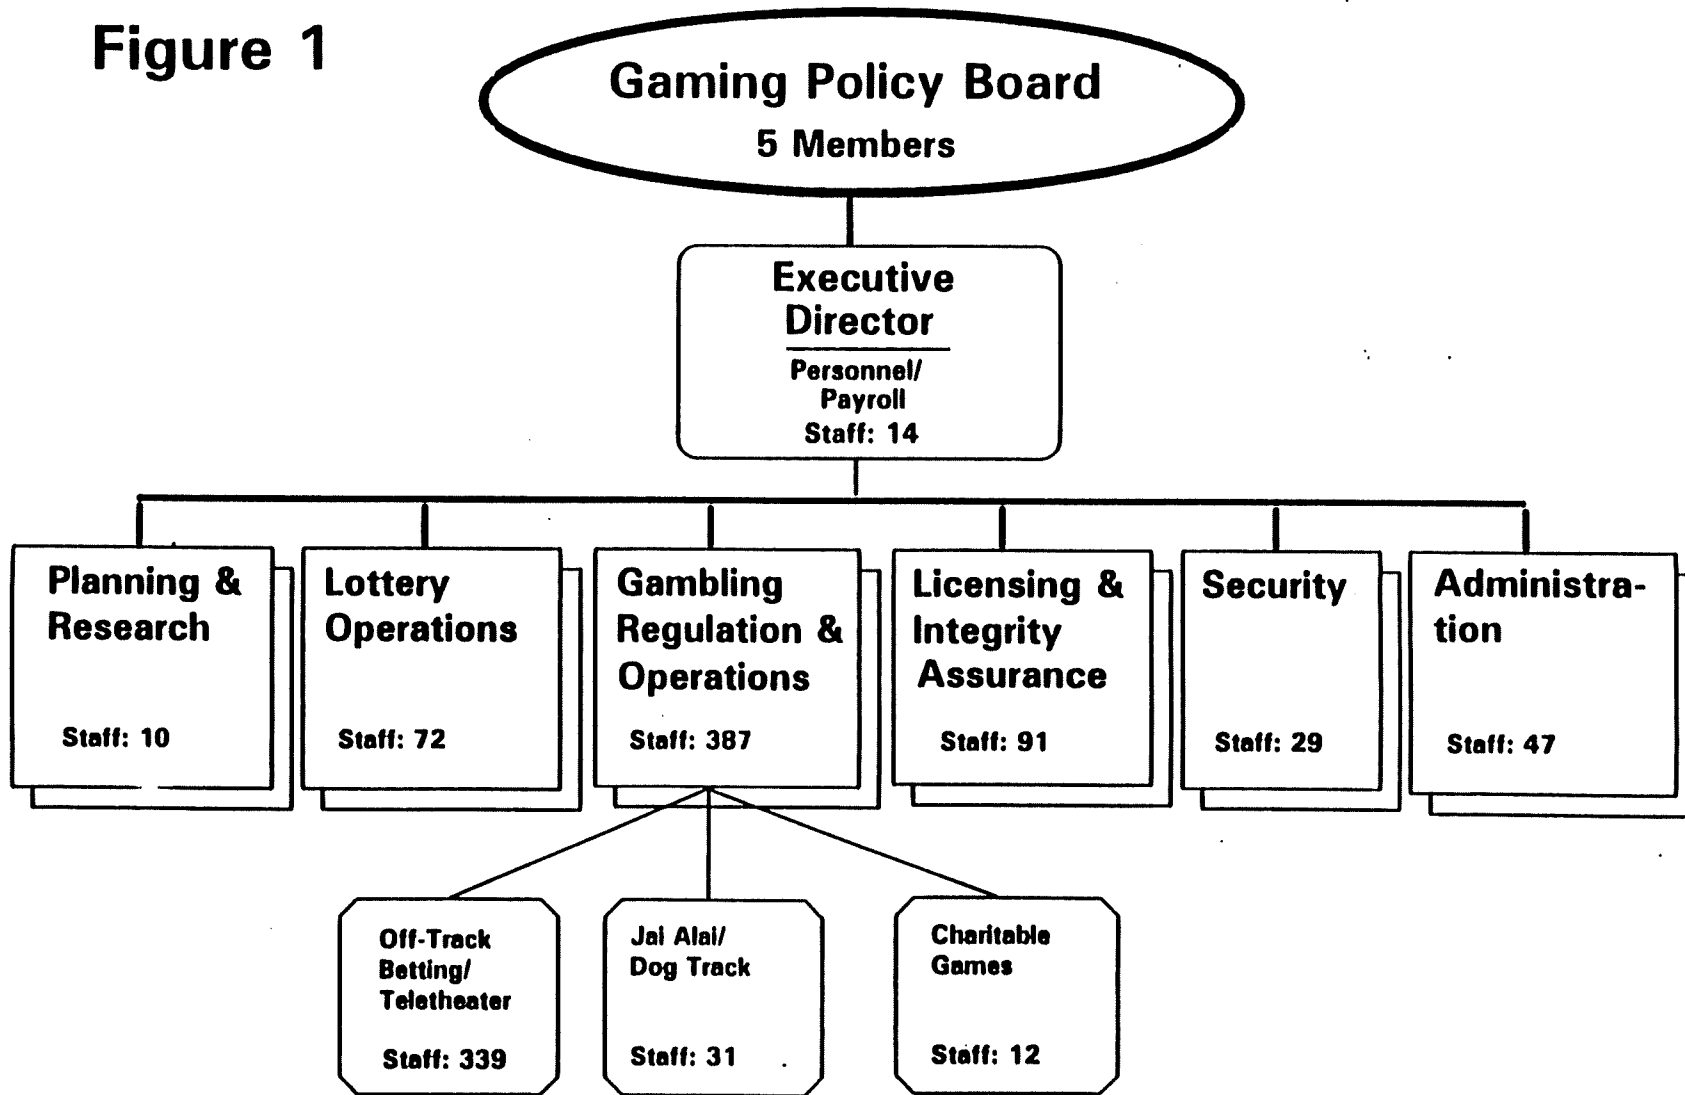 Figure 1
Gaming Policy Board
5 Members
Executive
Director
Personnel/
Payroll
Staff: 14
Planning &
Research
Staff: 10
Lottery
Operations
Staff: 72
Gambling
Regulation &
Operations
Staff: 387
Licensing &
Integrity
Assurance
Staff: 91
Security
Staff: 29
Administra-
tion
Staff: 47
Off-Track
Betting/
Teletheater
Staff: 339
Jai Alai/
Dog Track
Staff: 31
Charitable
Games
Staff: 12